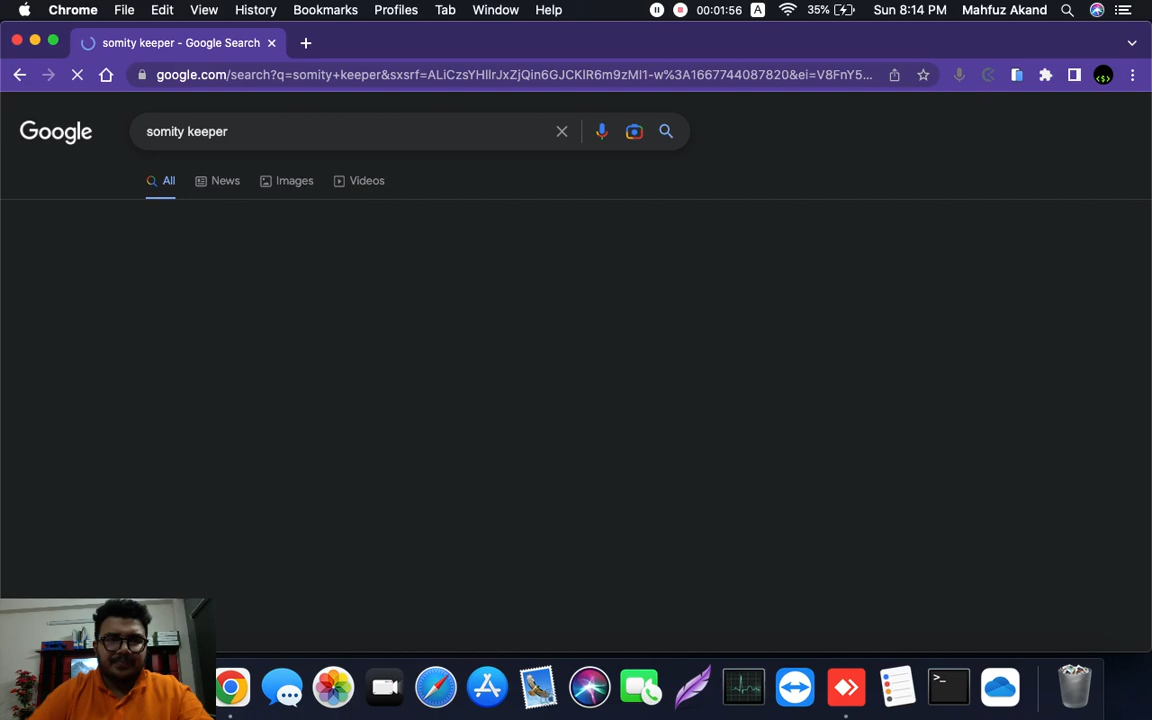 Chrome File Edit View History Bookmarks Profiles Tab Window Help 00:01:56 A 35% Sun 8:14 PM Mahfuz Akand
somity keeper - Google Search
google.com/search?q=somity+keeper&sxsrf=ALiCzsYHIlrJxZjQin6GJCKlR6m9zMl1-w%3A1667744087820&ei=V8FnY5...
Google somity keeper
All News Images Videos